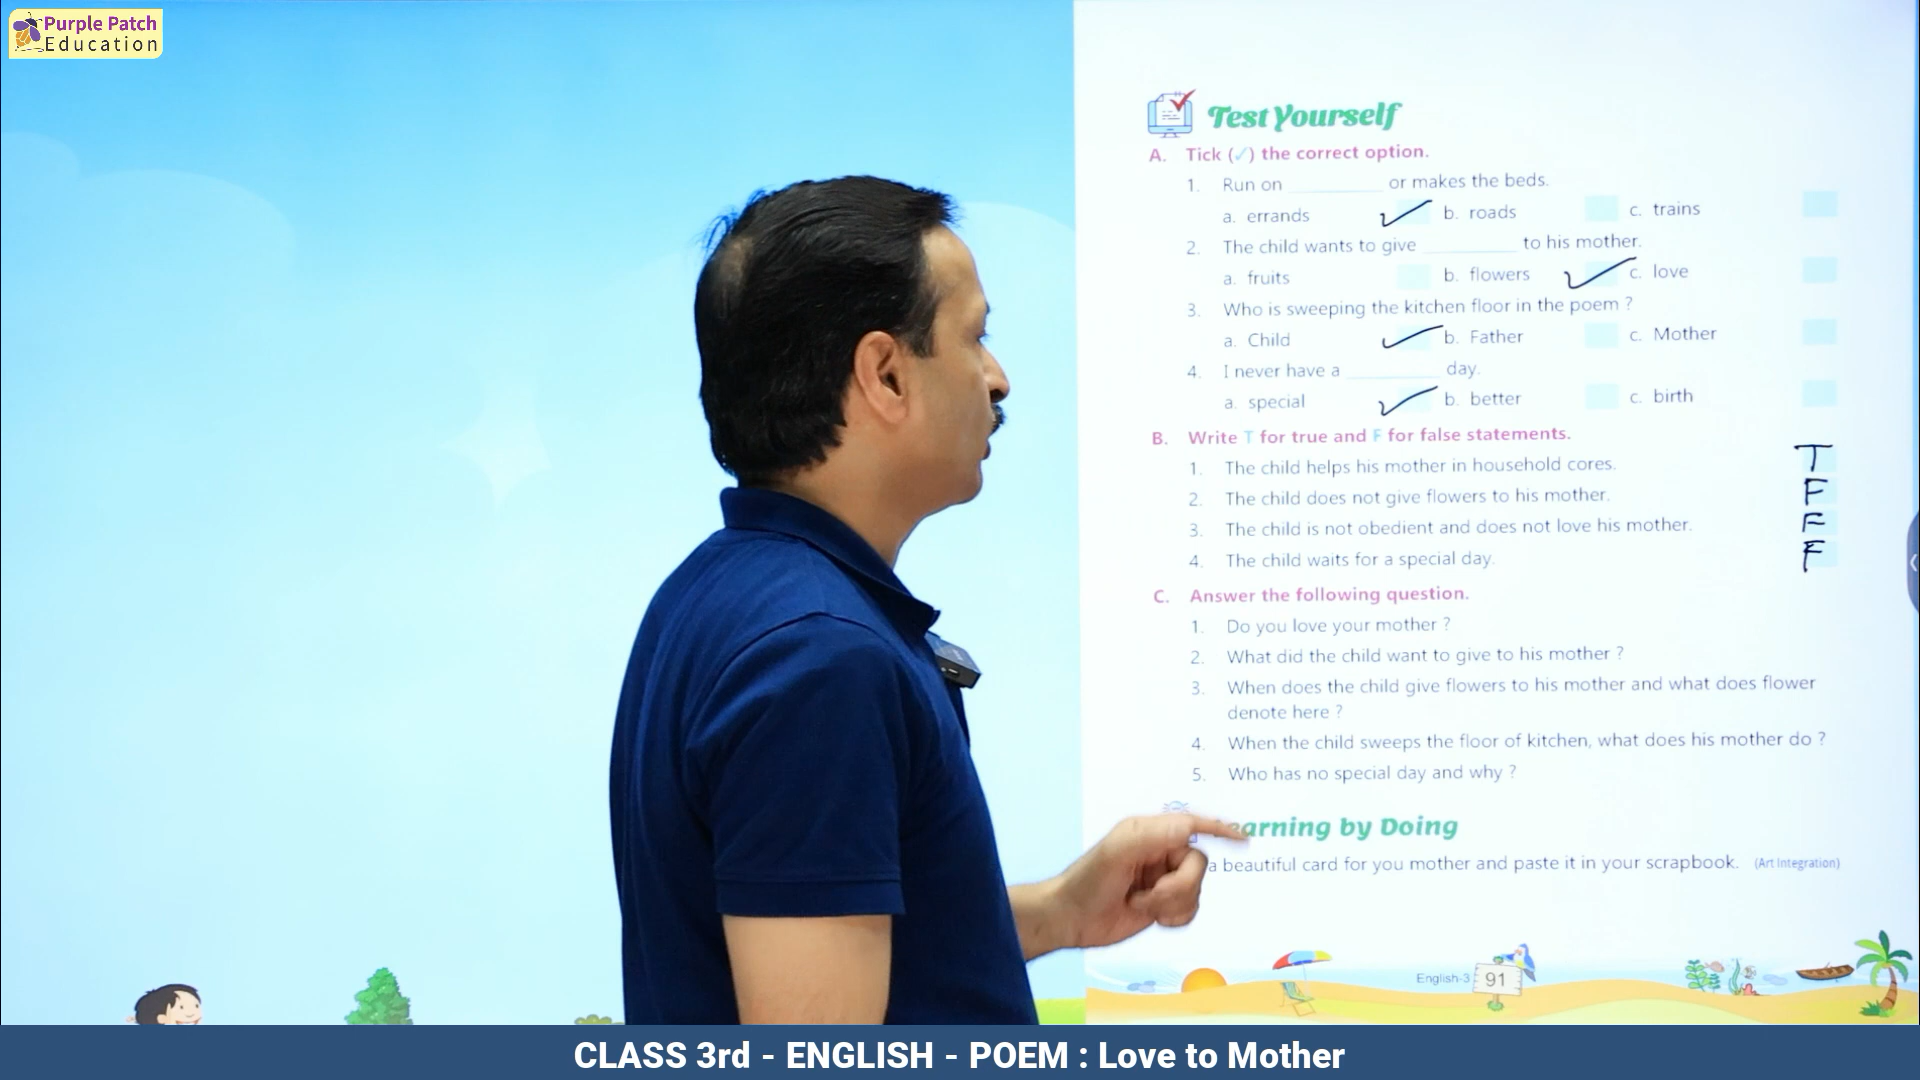 Purple Patch
Education
Test Yourself
A. Tick (✓) the correct option.
1. Run on ________ or makes the beds.
a. errands ✓ b. roads c. trains
2. The child wants to give ________ to his mother.
a. fruits b. flowers ✓ c. love
3. Who is sweeping the kitchen floor in the poem ?
a. Child ✓ b. Father c. Mother
4. I never have a ________ day.
a. special ✓ b. better c. birth
B. Write T for true and F for false statements.
1. The child helps his mother in household cores. T
2. The child does not give flowers to his mother. F
3. The child is not obedient and does not love his mother. F
4. The child waits for a special day. F
C. Answer the following question.
1. Do you love your mother ?
2. What did the child want to give to his mother ?
3. When does the child give flowers to his mother and what does flower
denote here ?
4. When the child sweeps the floor of kitchen, what does his mother do ?
5. Who has no special day and why ?
earning by Doing
a beautiful card for you mother and paste it in your scrapbook. (Art Integration)
English-3 91
CLASS 3rd - ENGLISH - POEM : Love to Mother